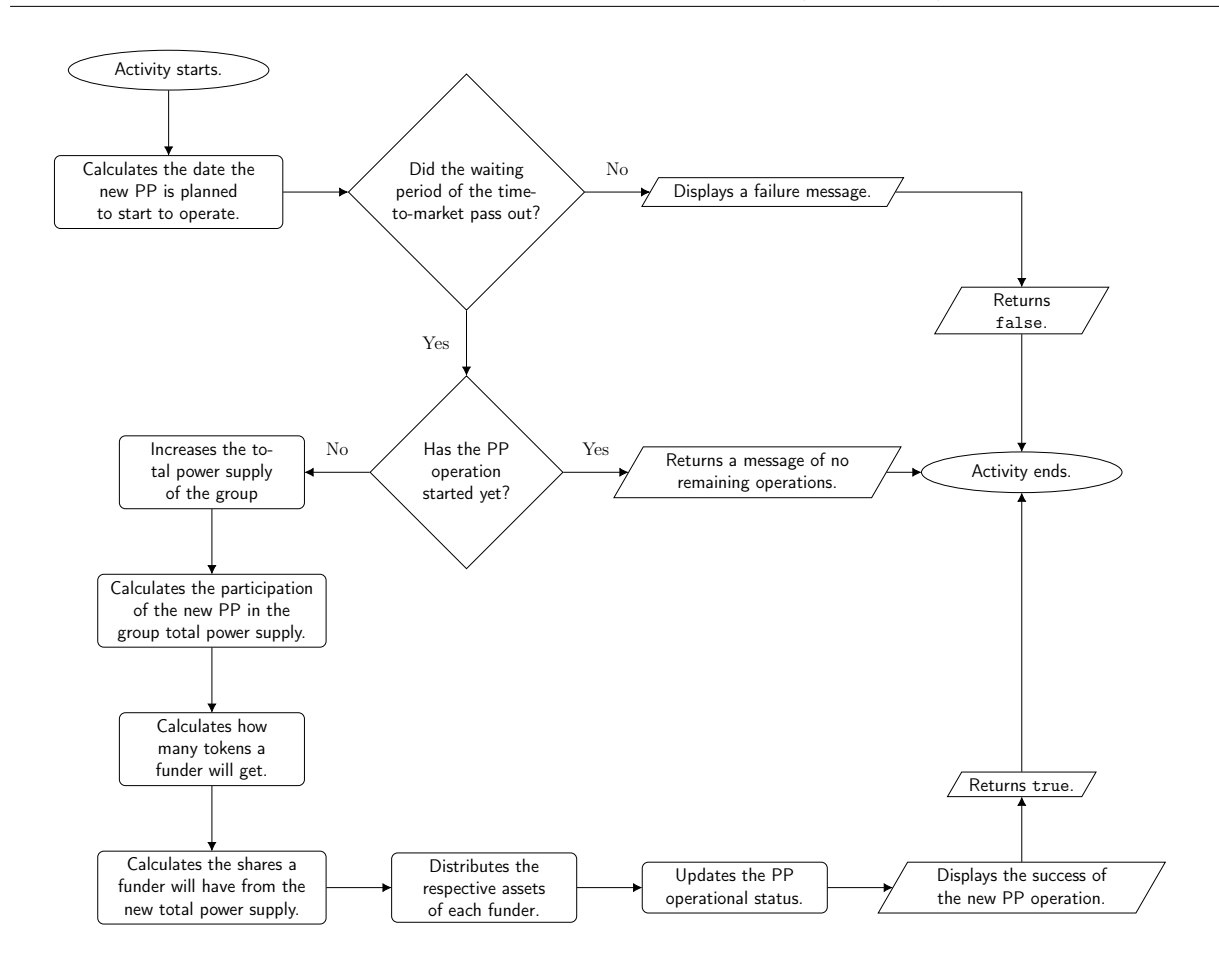 Activity starts.
Calculates the date the
new PP is planned
to start to operate.
Did the waiting
period of the time-
to-market pass out?
No
Displays a failure message.
Returns
false.
Yes
Increases the to-
tal power supply
of the group
No
Has the PP
operation
started yet?
Yes
Returns a message of no
remaining operations.
Activity ends.
Calculates the participation
of the new PP in the
group total power supply.
Calculates how
many tokens a
funder will get.
Returns true.
Calculates the shares a
funder will have from the
new total power supply.
Distributes the
respective assets
of each funder.
Updates the PP
operational status.
Displays the success of
the new PP operation.